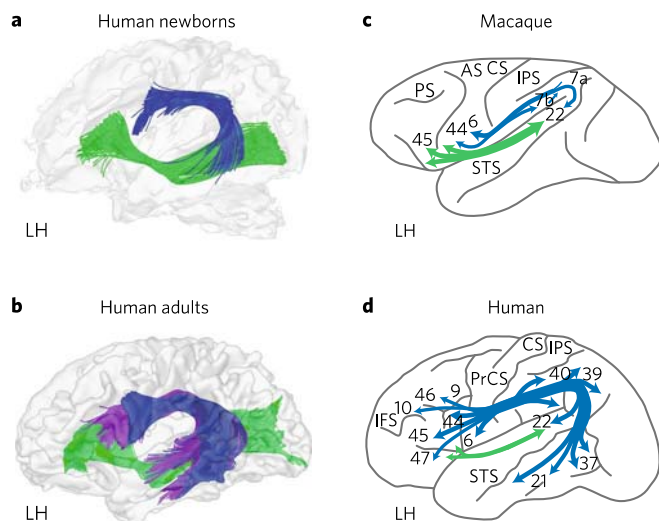 a Human newborns
LH
b Human adults
LH
c Macaque
AS CS IPS 7a
PS
7b
22
6
44
45
STS
LH
d Human
CS IPS
PrCS 40 39
9
46
10
IFS 44 22
45 6
47
37
STS 21
LH